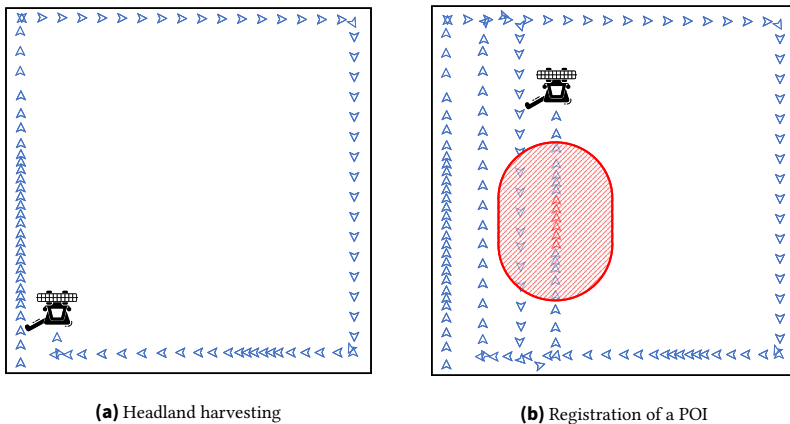 (a) Headland harvesting
(b) Registration of a POI